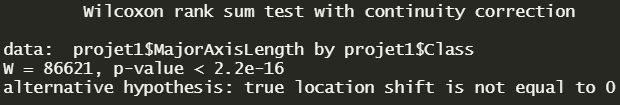 Wilcoxon rank sum test with continuity correction
data:  projet1$MajorAxisLength by projet1$Class
W = 86621, p-value < 2.2e-16
alternative hypothesis: true location shift is not equal to 0